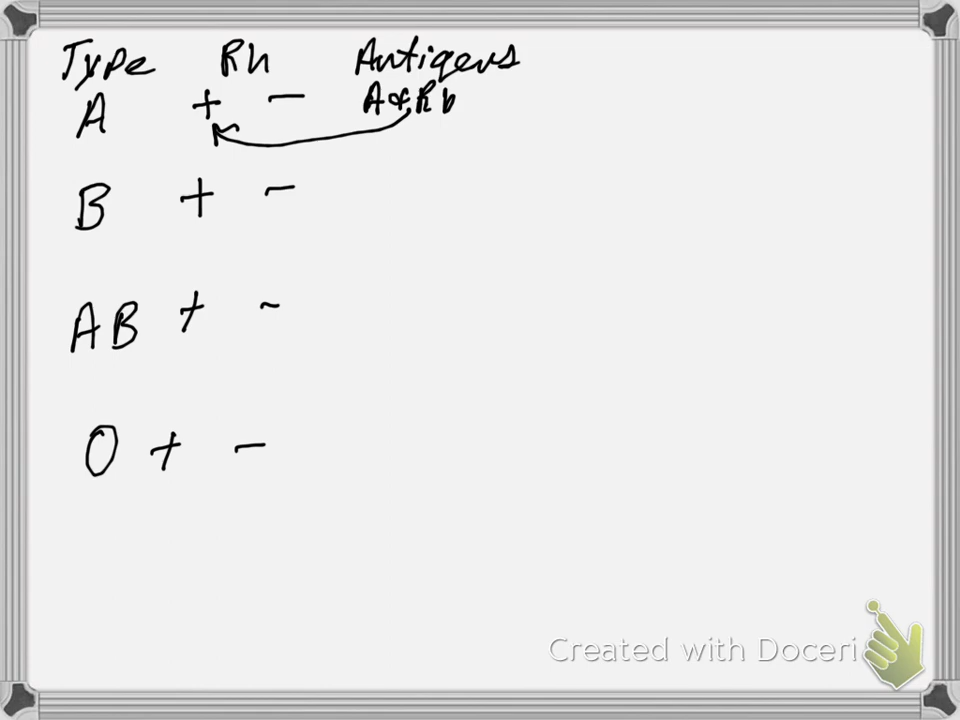 Type Rh Antigens
A + - A & Rh
B + -
AB + -
O + -
Created with Doceri